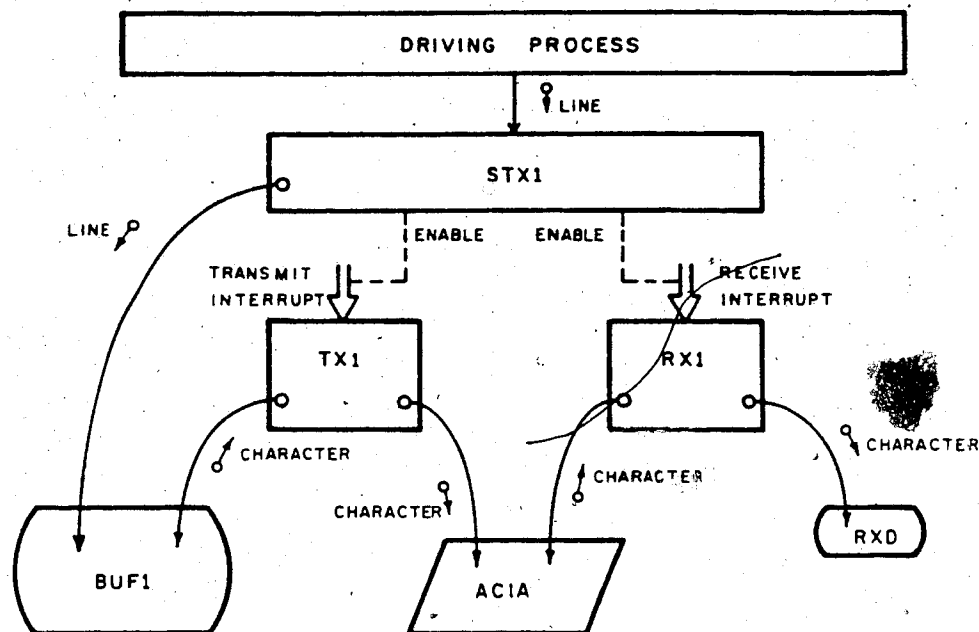 DRIVING PROCESS
LINE
STX1
LINE
ENABLE
ENABLE
TRANSMIT
INTERRUPT
RECEIVE
INTERRUPT
TX1
RX1
CHARACTER
CHARACTER
CHARACTER
CHARACTER
BUF1
ACIA
RXD